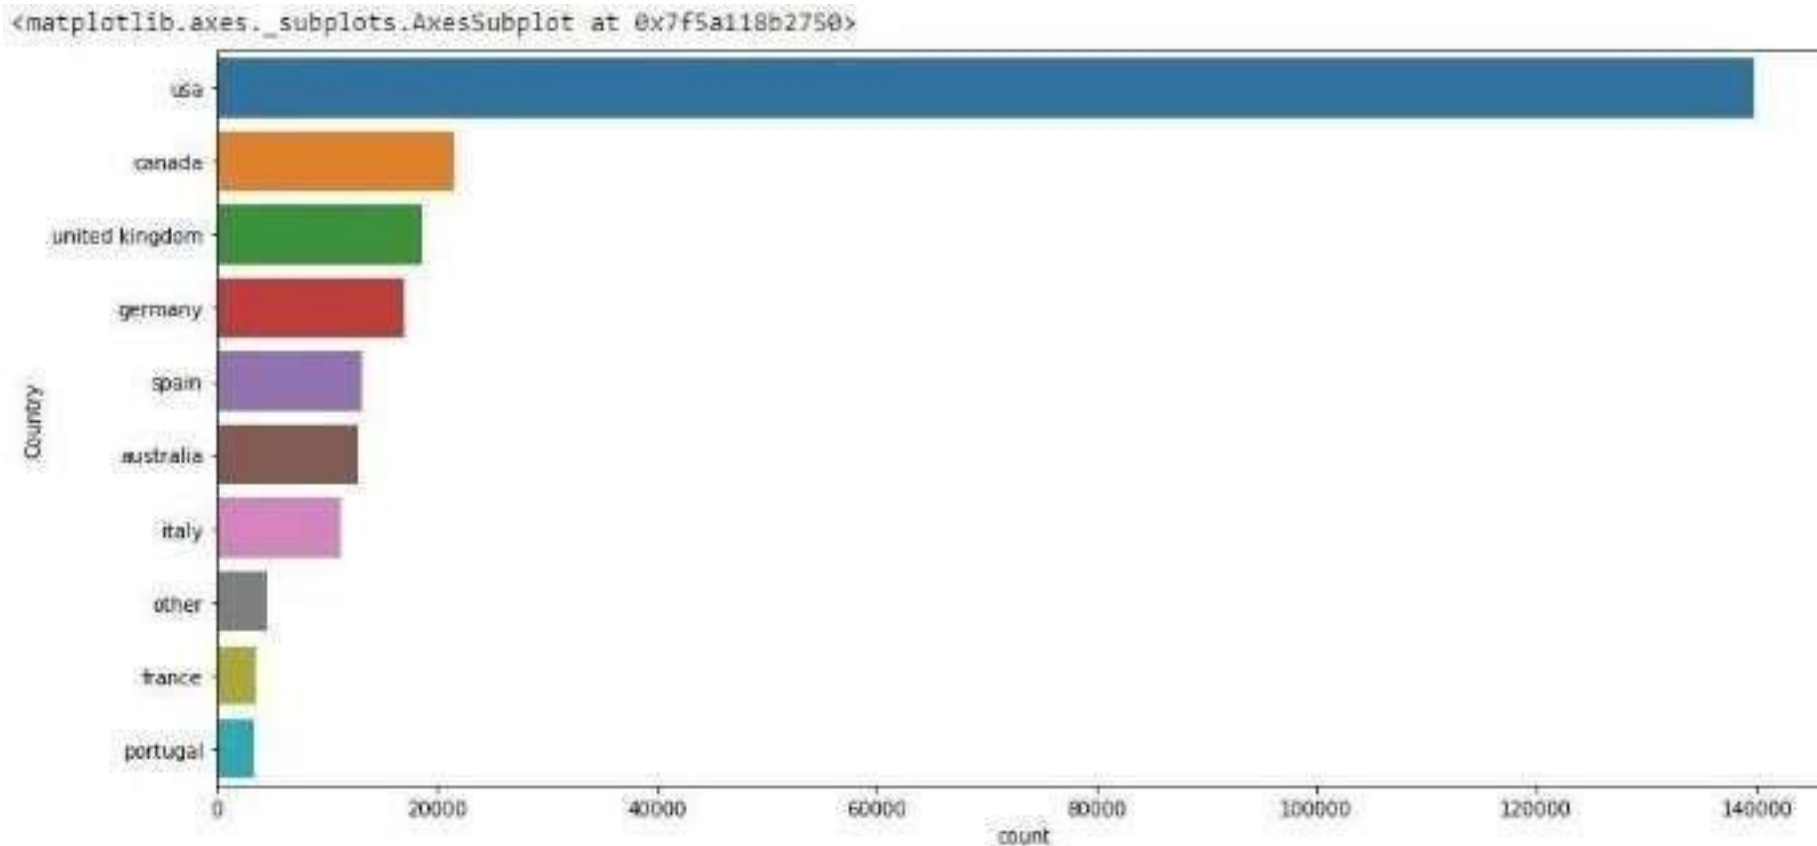 <matplotlib.axes._subplots.AxesSubplot at 0x7f5a118b2750>
usa
canada
united kingdom
germany
spain
australia
italy
other
france
portugal
Country
0 20000 40000 60000 80000 100000 120000 140000
count